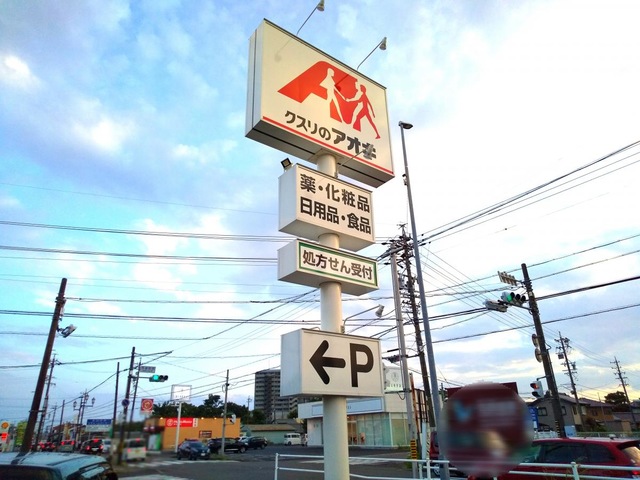 クスリのアオキ
薬・化粧品
日用品・食品
処方せん受付
←P